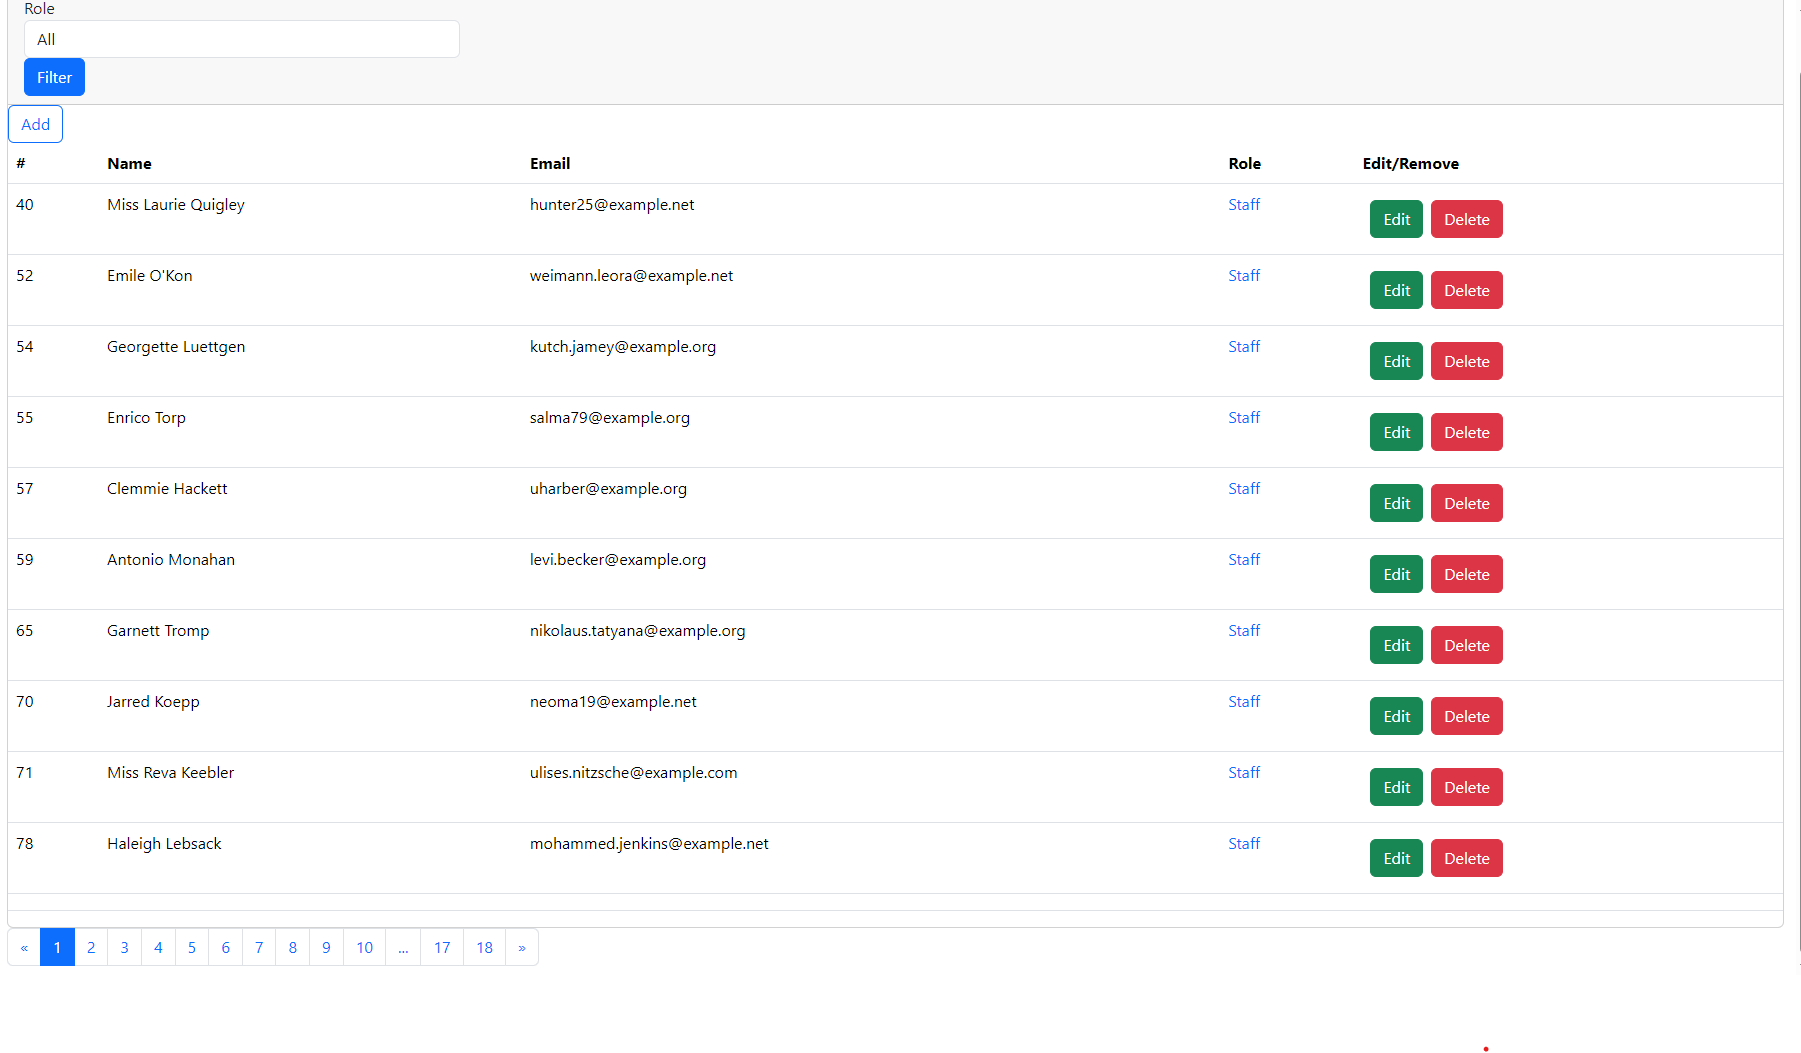 Role
All
Filter
Add
# Name Email Role Edit/Remove
40 Miss Laurie Quigley hunter25@example.net Staff Edit Delete
52 Emile O'Kon weimann.leora@example.net Staff Edit Delete
54 Georgette Luettgen kutch.jamey@example.org Staff Edit Delete
55 Enrico Torp salma79@example.org Staff Edit Delete
57 Clemmie Hackett uharber@example.org Staff Edit Delete
59 Antonio Monahan levi.becker@example.org Staff Edit Delete
65 Garnett Tromp nikolaus.tatyana@example.org Staff Edit Delete
70 Jarred Koepp neoma19@example.net Staff Edit Delete
71 Miss Reva Keebler ulises.nitzsche@example.com Staff Edit Delete
78 Haleigh Lebsack mohammed.jenkins@example.net Staff Edit Delete
« 1 2 3 4 5 6 7 8 9 10 ... 17 18 »